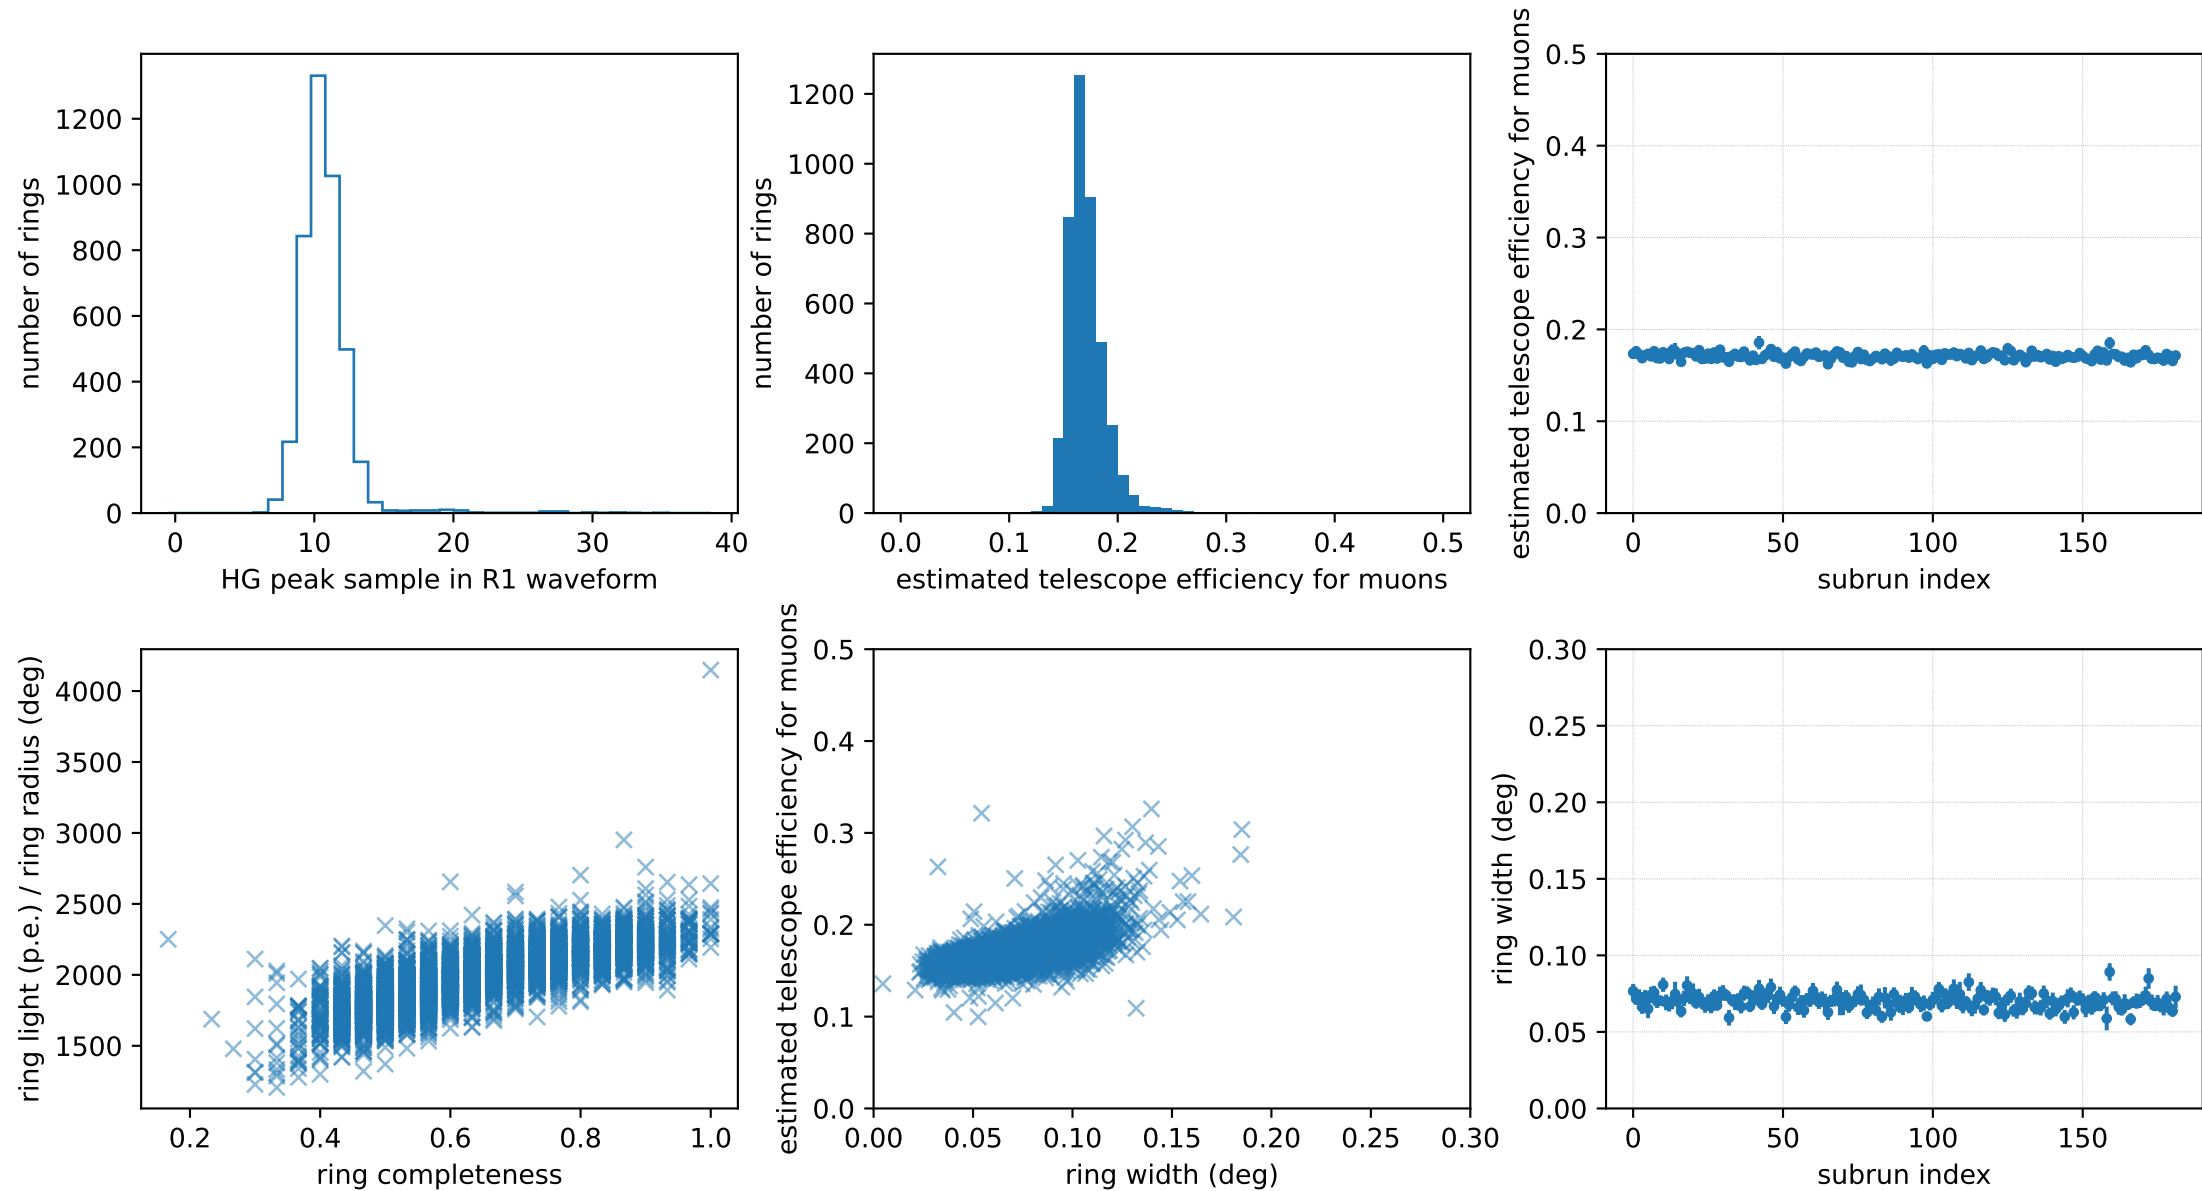 number of rings
1200
1000
800
600
400
200
0
0 10 20 30 40
HG peak sample in R1 waveform
number of rings
1200
1000
800
600
400
200
0
0.0 0.1 0.2 0.3 0.4 0.5
estimated telescope efficiency for muons
estimated telescope efficiency for muons
0.5
0.4
0.3
0.2
0.1
0.0
0 50 100 150
subrun index
ring light (p.e.) / ring radius (deg)
4000
3500
3000
2500
2000
1500
0.2 0.4 0.6 0.8 1.0
ring completeness
estimated telescope efficiency for muons
0.5
0.4
0.3
0.2
0.1
0.0
0.00 0.05 0.10 0.15 0.20 0.25 0.30
ring width (deg)
ring width (deg)
0.30
0.25
0.20
0.15
0.10
0.05
0.00
0 50 100 150
subrun index